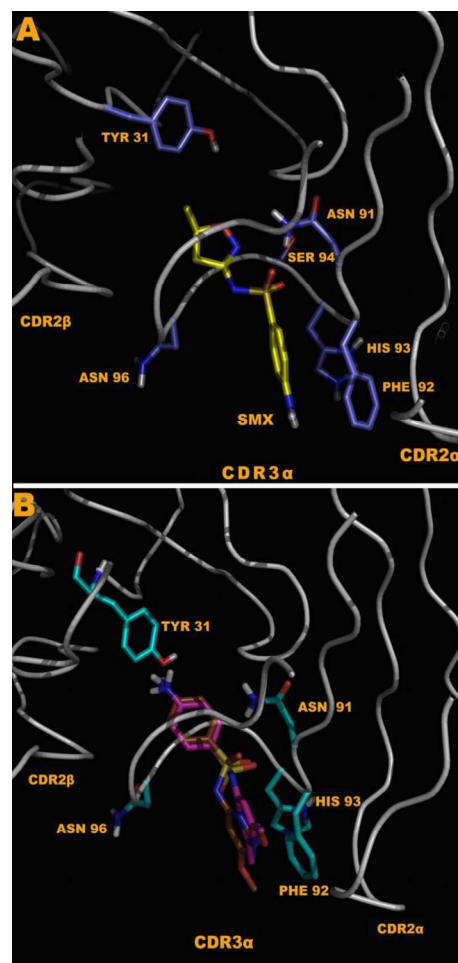 A
TYR 31
ASN 91
SER 94
CDR2β
HIS 93
ASN 96
PHE 92
SMX
CDR2α
CDR3α
B
TYR 31
ASN 91
CDR2β
HIS 93
ASN 96
PHE 92
CDR2α
CDR3α